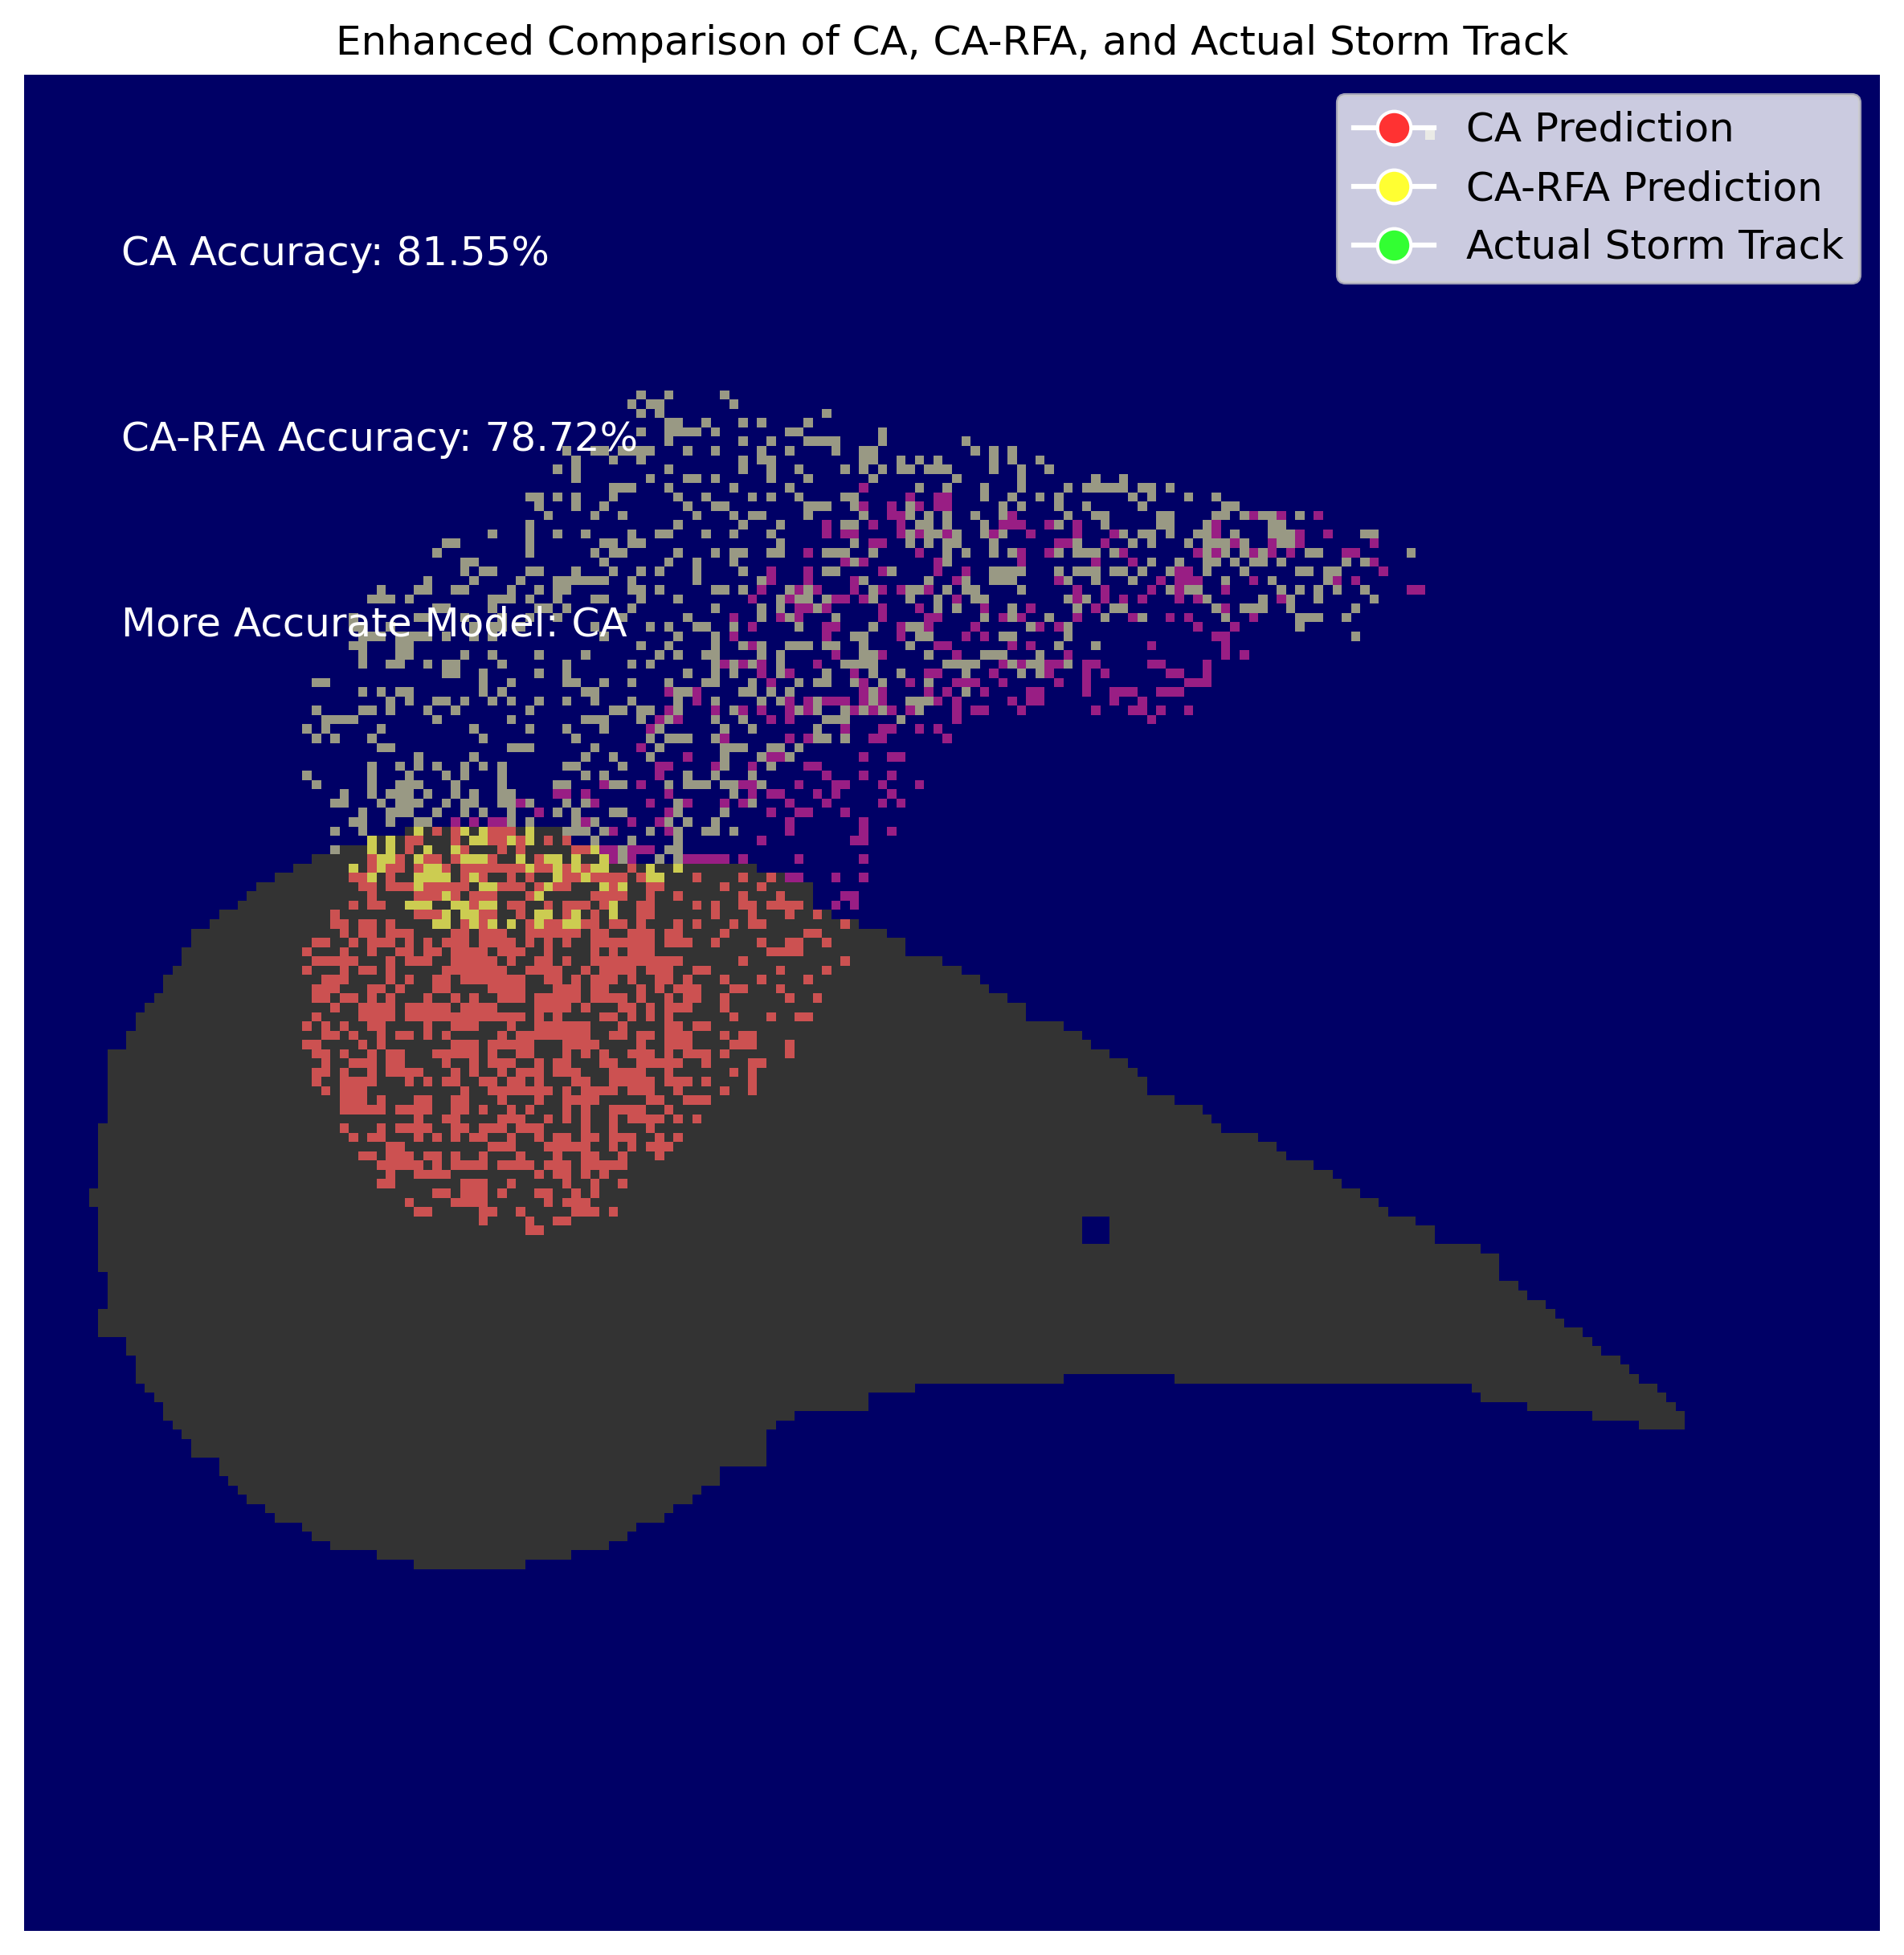 Enhanced Comparison of CA, CA-RFA, and Actual Storm Track
CA Prediction
CA-RFA Prediction
Actual Storm Track
CA Accuracy: 81.55%
CA-RFA Accuracy: 78.72%
More Accurate Model: CA